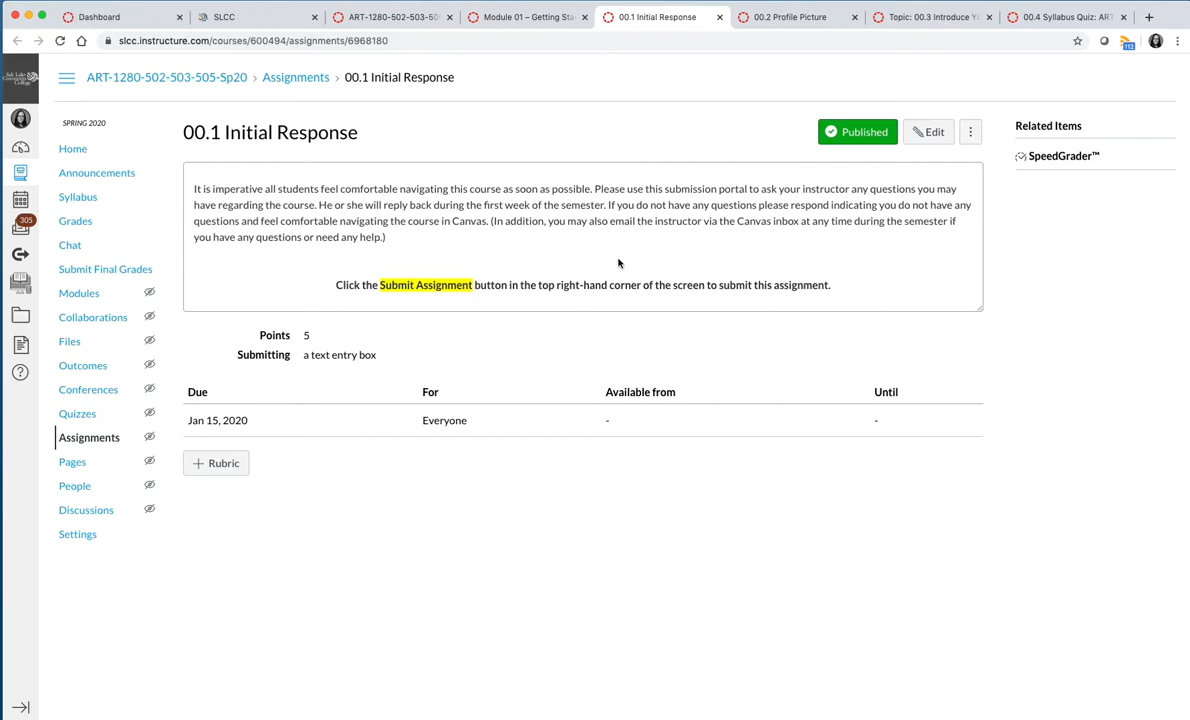 Dashboard
SLCC
ART-1280-502-503-50
Module 01 – Getting Sta
00.1 Initial Response
00.2 Profile Picture
Topic: 00.3 Introduce Y
00.4 Syllabus Quiz: ART
slcc.instructure.com/courses/600494/assignments/6968180
112
Salt Lake
Community
College
ART-1280-502-503-505-Sp20 › Assignments › 00.1 Initial Response
SPRING 2020
Home
Announcements
Syllabus
Grades
Chat
Submit Final Grades
Modules
Collaborations
Files
Outcomes
Conferences
Quizzes
Assignments
Pages
People
Discussions
Settings
305
00.1 Initial Response
Published
Edit
It is imperative all students feel comfortable navigating this course as soon as possible. Please use this submission portal to ask your instructor any questions you may
have regarding the course. He or she will reply back during the first week of the semester. If you do not have any questions please respond indicating you do not have any
questions and feel comfortable navigating the course in Canvas. (In addition, you may also email the instructor via the Canvas inbox at any time during the semester if
you have any questions or need any help.)
Click the Submit Assignment button in the top right-hand corner of the screen to submit this assignment.
Points 5
Submitting a text entry box
Due For Available from Until
Jan 15, 2020 Everyone - -
Rubric
Related Items
SpeedGrader™